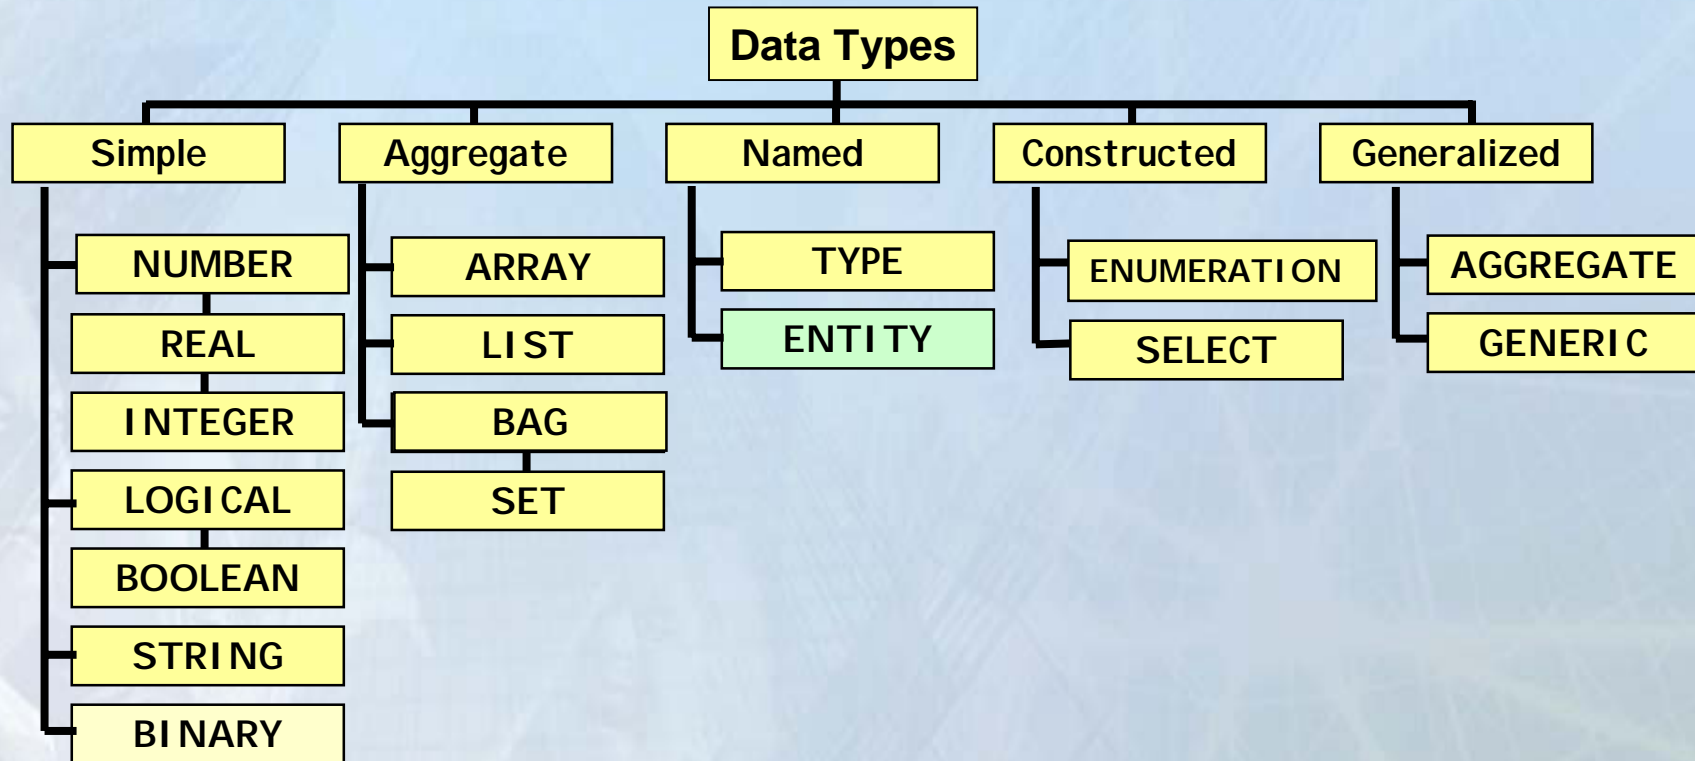 Data Types
Simple
Aggregate
Named
Constructed
Generalized
NUMBER
REAL
INTEGER
LOGICAL
BOOLEAN
STRING
BINARY
ARRAY
LIST
BAG
SET
TYPE
ENTITY
ENUMERATION
SELECT
AGGREGATE
GENERIC